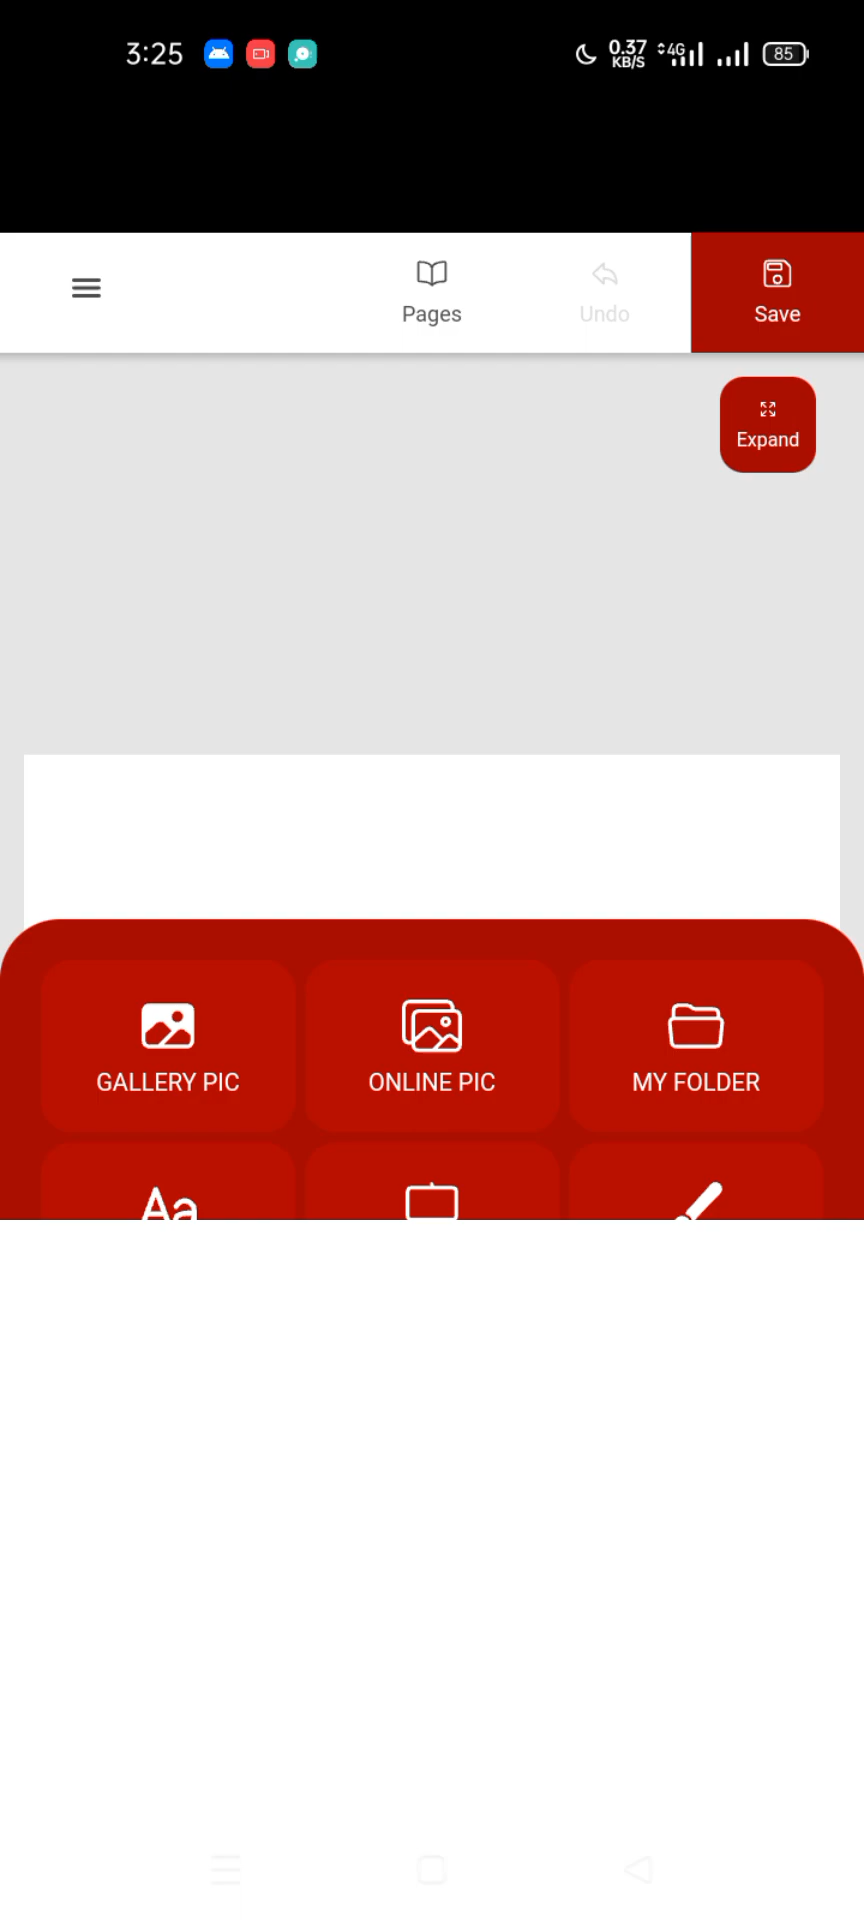 3:25
0.37
KB/S
4G
85
Pages
Undo
Save
Expand
GALLERY PIC
ONLINE PIC
MY FOLDER
Aa